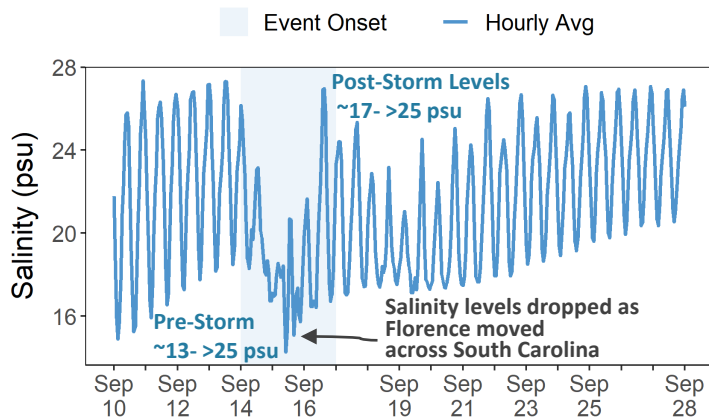 Event Onset
Hourly Avg
28
24
20
16
Salinity (psu)
Post-Storm Levels
~17- >25 psu
Pre-Storm
~13- >25 psu
Salinity levels dropped as
Florence moved
across South Carolina
Sep
10
Sep
12
Sep
14
Sep
16
Sep
19
Sep
21
Sep
23
Sep
25
Sep
28